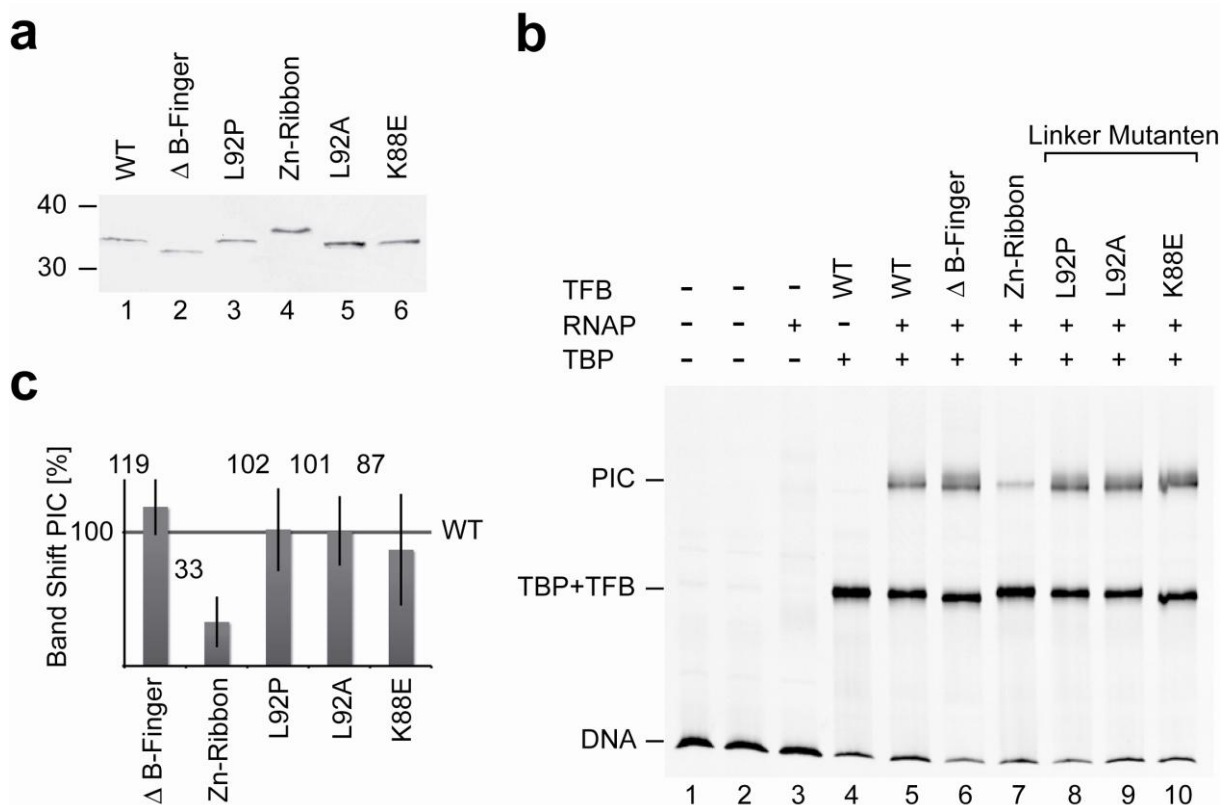 a
WT
Δ B-Finger
L92P
Zn-Ribbon
L92A
K88E
40
30
1 2 3 4 5 6
b
Linker Mutanten
TFB - - - WT WT Δ B-Finger Zn-Ribbon L92P L92A K88E
RNAP - - + - + + + + + +
TBP - - - + + + + + + +
PIC
TBP+TFB
DNA
1 2 3 4 5 6 7 8 9 10
c
Band Shift PIC [%]
119 102 101 87
100 WT
33
Δ B-Finger
Zn-Ribbon
L92P
L92A
K88E